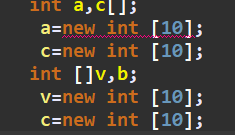 int a,c[];
a=new int [10];
c=new int [10];
int []v,b;
v=new int [10];
c=new int [10];